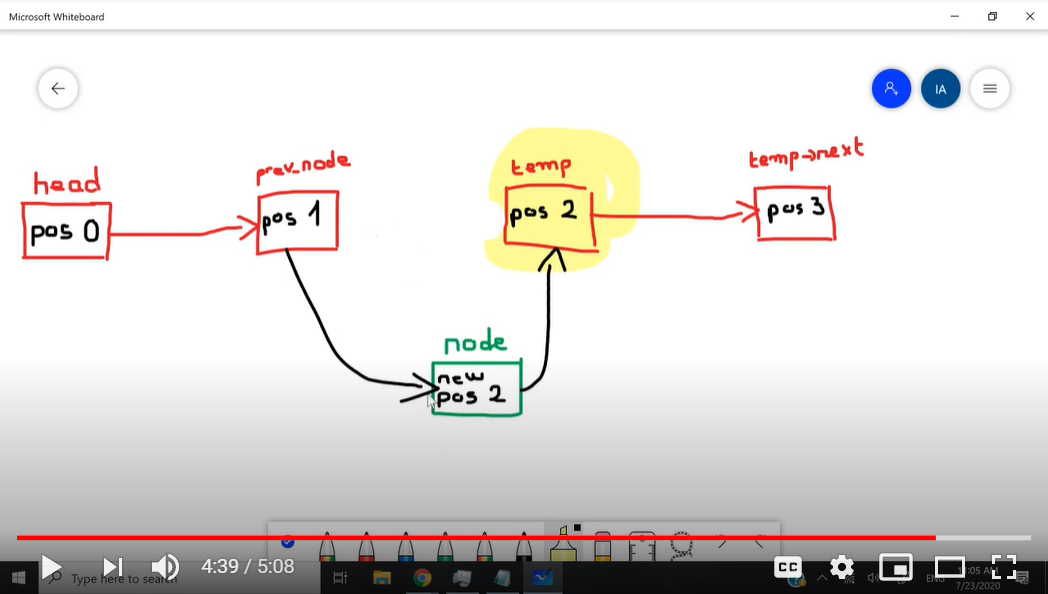 Microsoft Whiteboard
IA
head
prev_node
temp
temp→next
pos 0
pos 1
pos 2
pos 3
node
new
pos 2
4:39 / 5:08
CC
Type here to search
ENG
7/23/2020